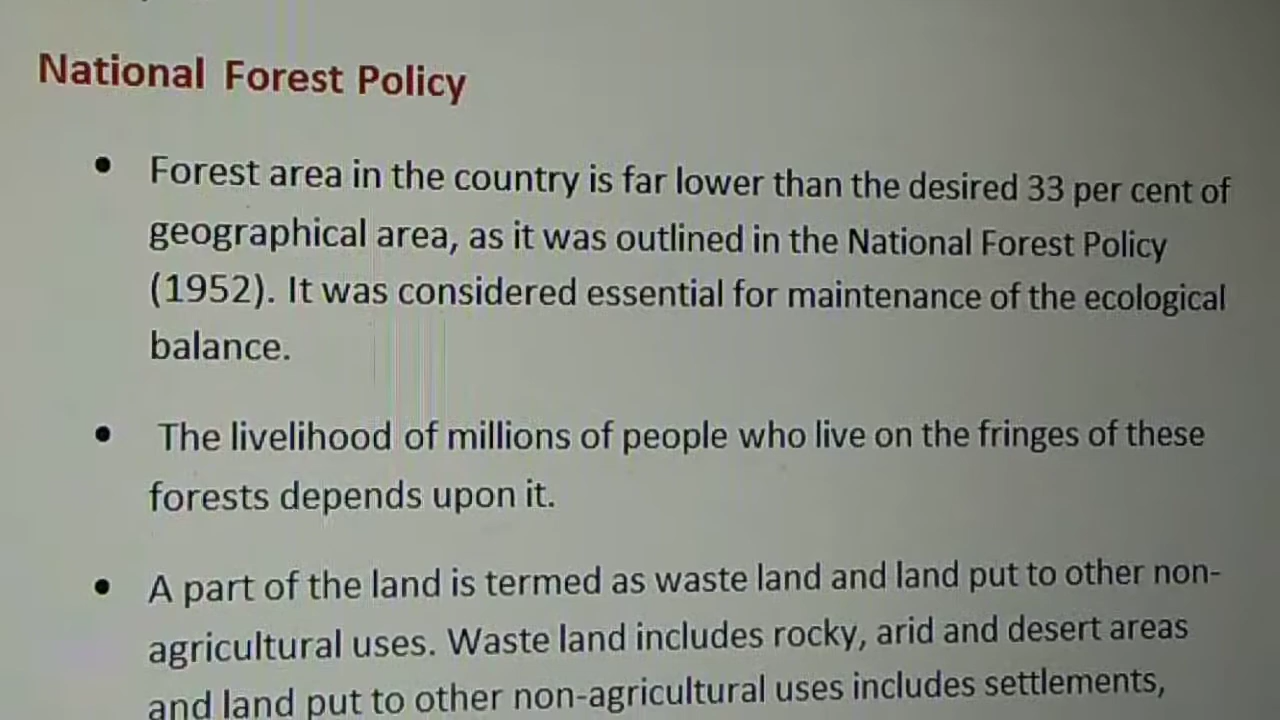 National Forest Policy
• Forest area in the country is far lower than the desired 33 per cent of
geographical area, as it was outlined in the National Forest Policy
(1952). It was considered essential for maintenance of the ecological
balance.
• The livelihood of millions of people who live on the fringes of these
forests depends upon it.
• A part of the land is termed as waste land and land put to other non-
agricultural uses. Waste land includes rocky, arid and desert areas
and land put to other non-agricultural uses includes settlements,